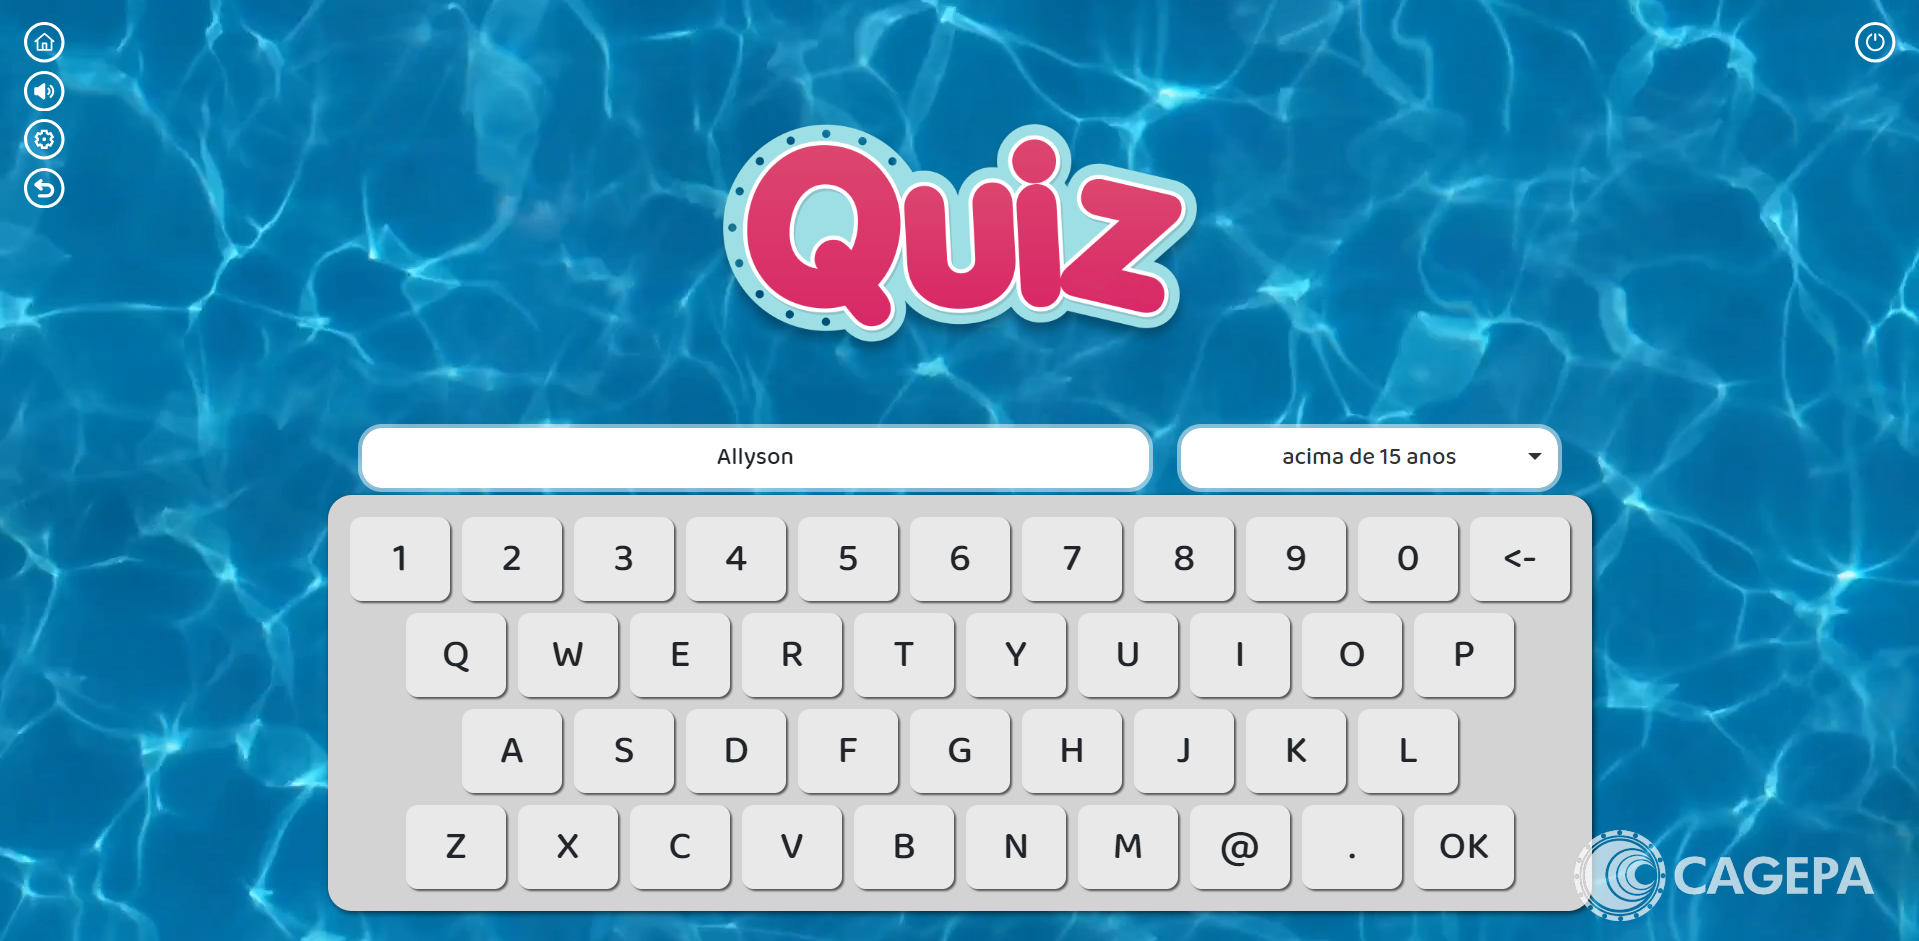 Quiz
Allyson
acima de 15 anos
1 2 3 4 5 6 7 8 9 0 <-
Q W E R T Y U I O P
A S D F G H J K L
Z X C V B N M @ . OK
CAGEPA